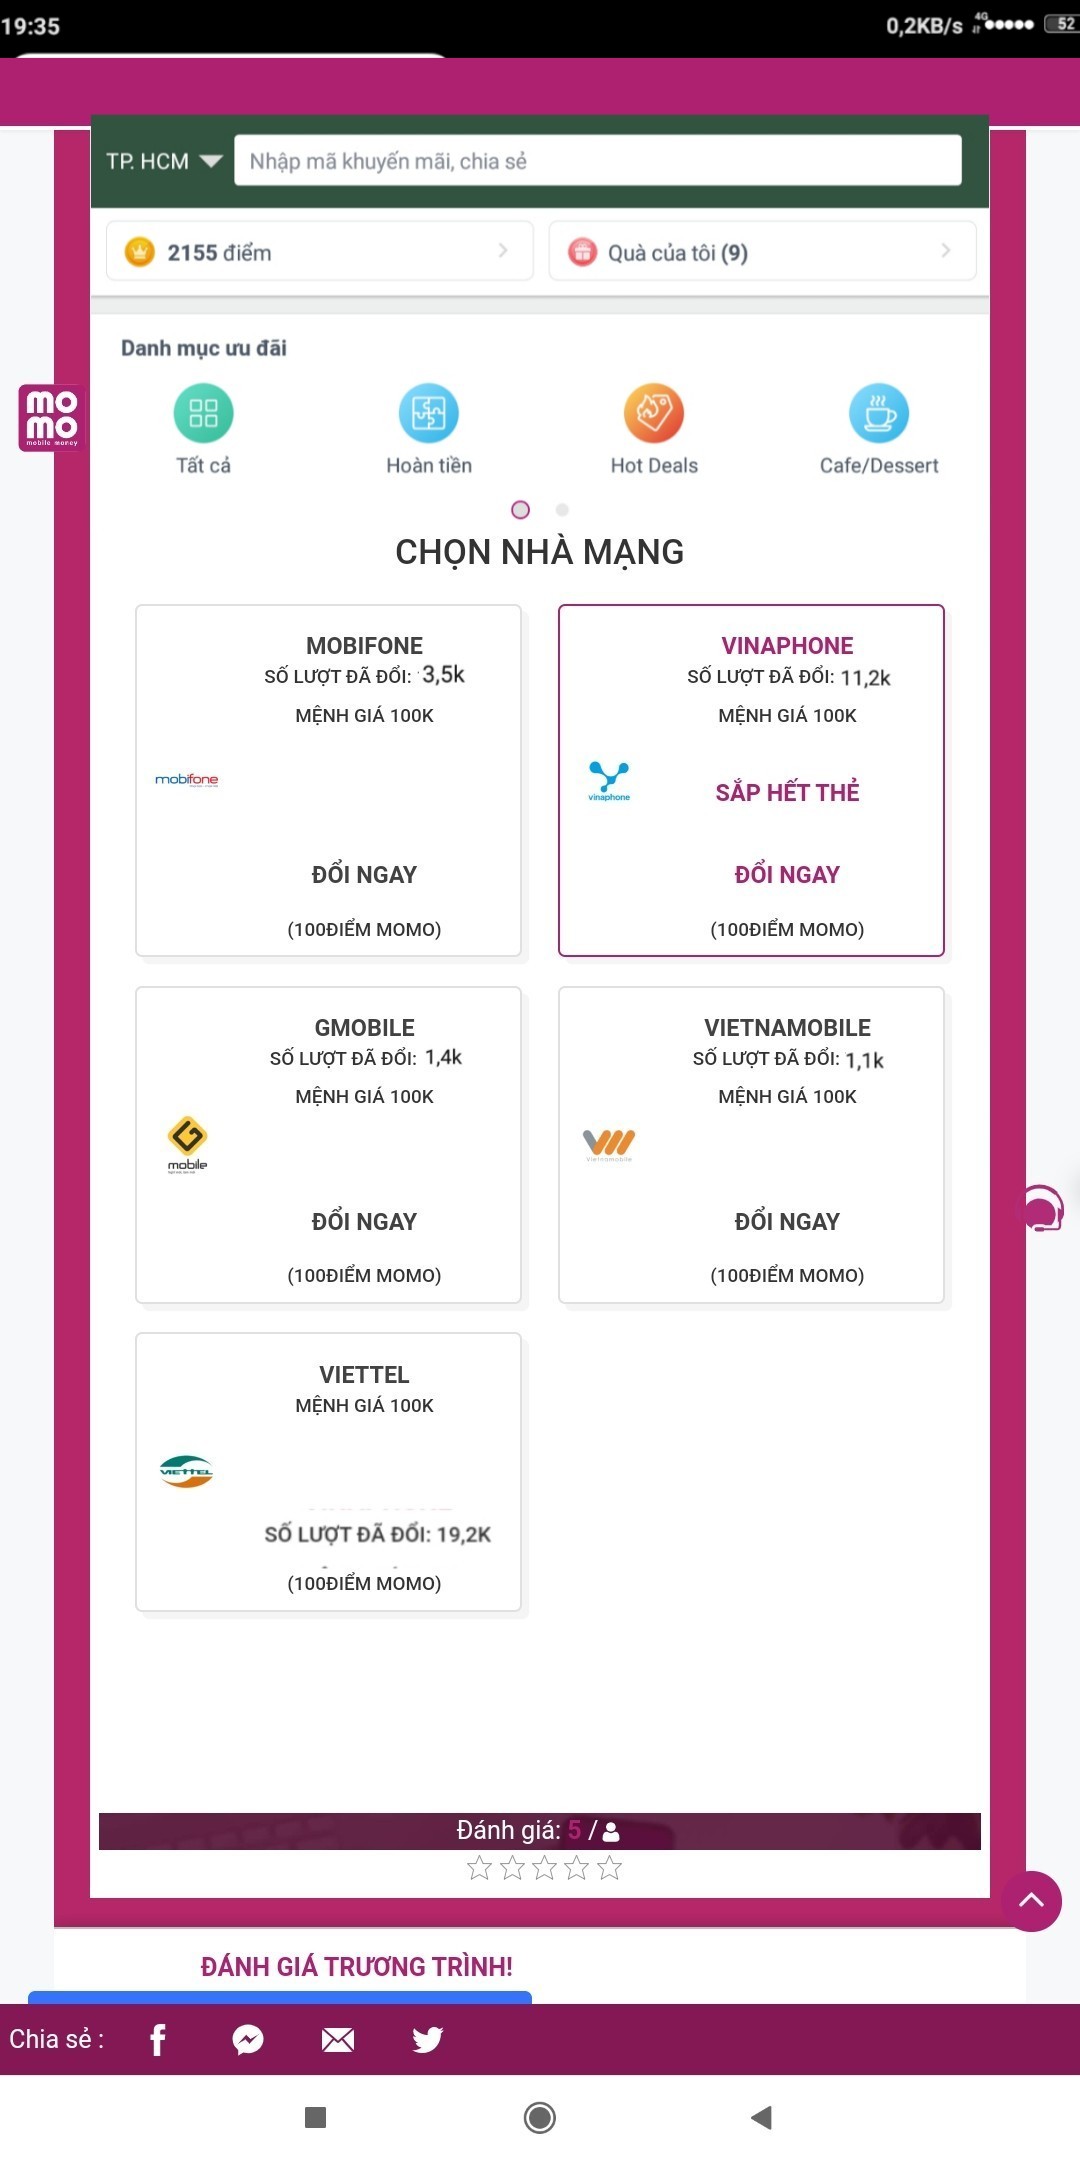 19:35
0,2KB/s 4G 52
TP. HCM Nhập mã khuyến mãi, chia sẻ
2155 điểm
Quà của tôi (9)
Danh mục ưu đãi
mo
mo
mobile money
Tất cả
Hoàn tiền
Hot Deals
Cafe/Dessert
CHỌN NHÀ MẠNG
MOBIFONE
SỐ LƯỢT ĐÃ ĐỔI: 3,5k
MỆNH GIÁ 100K
mobifone
ĐỔI NGAY
(100ĐIỂM MOMO)
VINAPHONE
SỐ LƯỢT ĐÃ ĐỔI: 11,2k
MỆNH GIÁ 100K
vinaphone
SẮP HẾT THẺ
ĐỔI NGAY
(100ĐIỂM MOMO)
GMOBILE
SỐ LƯỢT ĐÃ ĐỔI: 1,4k
MỆNH GIÁ 100K
mobile
ĐỔI NGAY
(100ĐIỂM MOMO)
VIETNAMOBILE
SỐ LƯỢT ĐÃ ĐỔI: 1,1k
MỆNH GIÁ 100K
Vietnamobile
ĐỔI NGAY
(100ĐIỂM MOMO)
VIETTEL
MỆNH GIÁ 100K
VIETTEL
SỐ LƯỢT ĐÃ ĐỔI: 19,2K
(100ĐIỂM MOMO)
Đánh giá: 5 /
ĐÁNH GIÁ TRƯƠNG TRÌNH!
Chia sẻ :